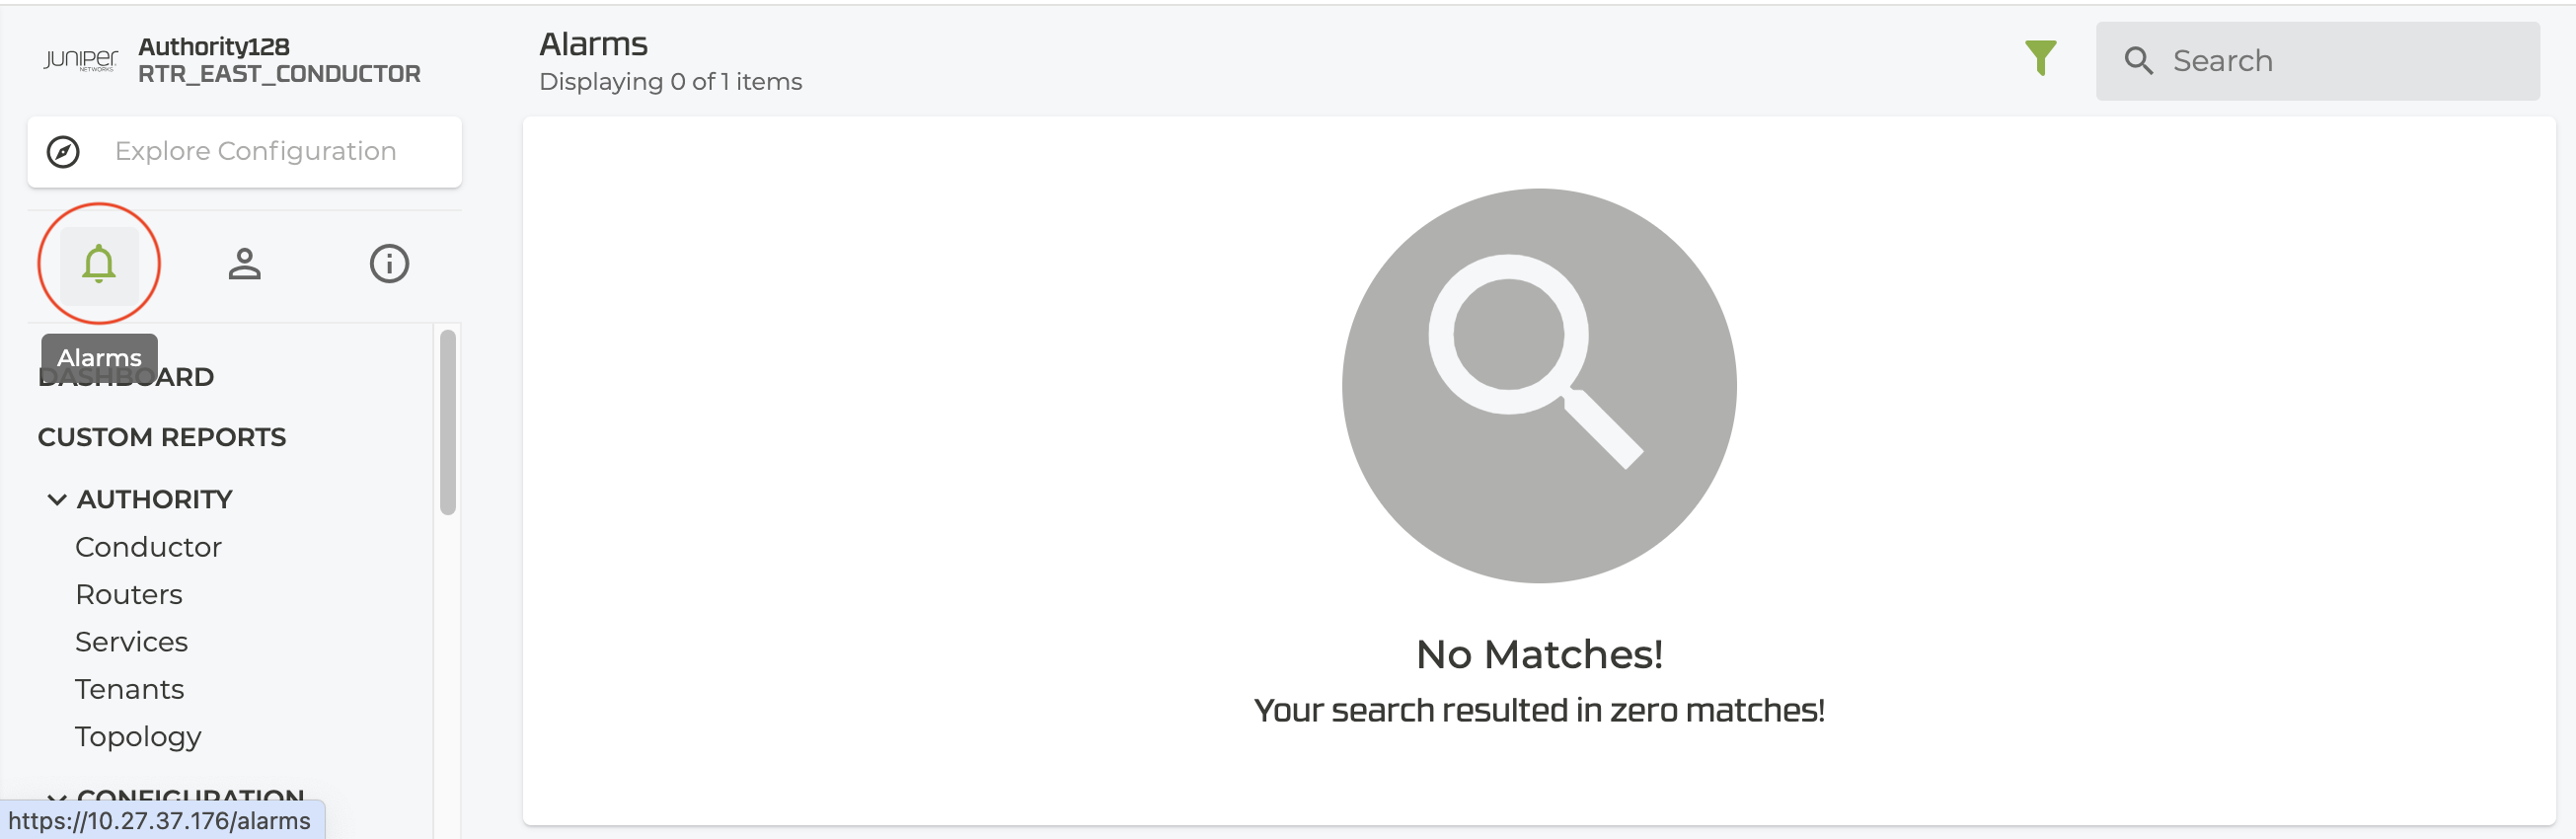 JUNIPer
NETWORKS
Authority128
RTR_EAST_CONDUCTOR
Explore Configuration
Alarms
DASHBOARD
CUSTOM REPORTS
AUTHORITY
Conductor
Routers
Services
Tenants
Topology
CONFIGURATION
https://10.27.37.176/alarms
Alarms
Displaying 0 of 1 items
Search
No Matches!
Your search resulted in zero matches!